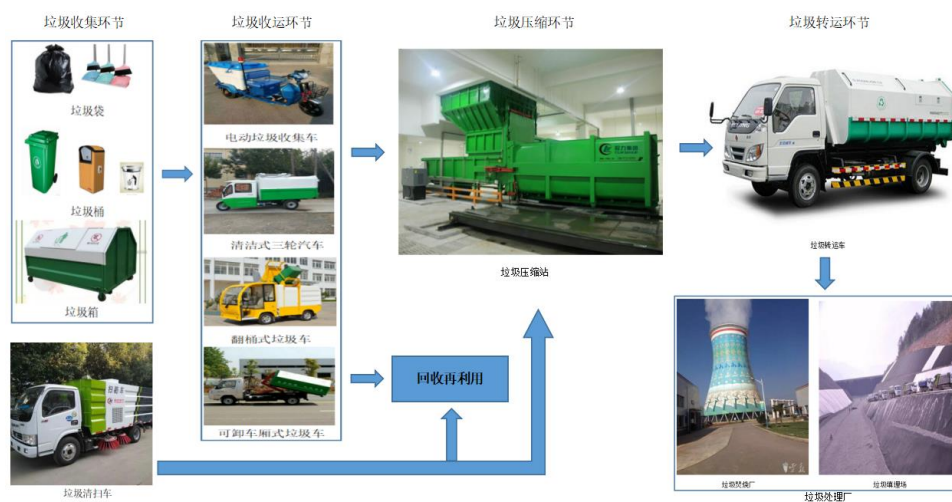 垃圾收集环节
垃圾收运环节
垃圾压缩环节
垃圾转运环节
垃圾袋
垃圾桶
垃圾箱
垃圾清扫车
电动垃圾收集车
清洁式三轮汽车
翻桶式垃圾车
可卸车厢式垃圾车
垃圾压缩站
回收再利用
垃圾转运车
垃圾焚烧厂
垃圾填埋场
垃圾处理厂